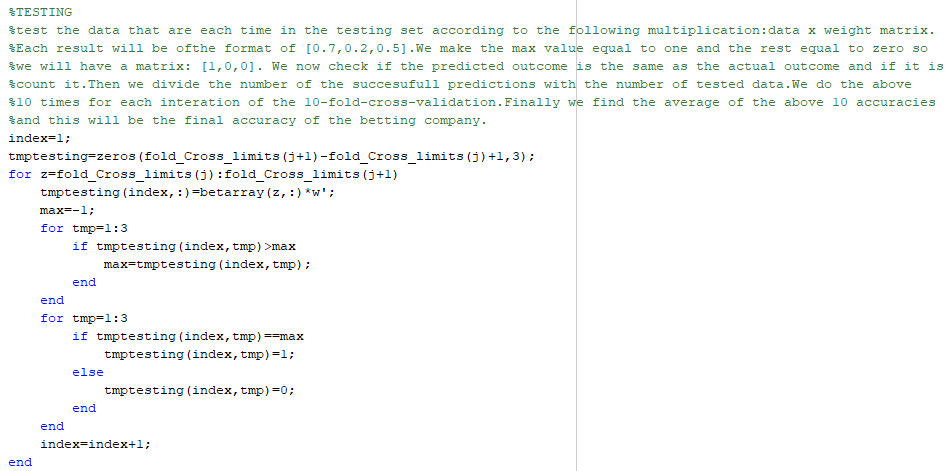 %TESTING
%test the data that are each time in the testing set according to the following multiplication:data x weight matrix.
%Each result will be ofthe format of [0.7,0.2,0.5].We make the max value equal to one and the rest equal to zero so
%we will have a matrix: [1,0,0]. We now check if the predicted outcome is the same as the actual outcome and if it is
%count it.Then we divide the number of the succesufull predictions with the number of tested data.We do the above
%10 times for each interation of the 10-fold-cross-validation.Finally we find the average of the above 10 accuracies
%and this will be the final accuracy of the betting company.
index=1;
tmptesting=zeros(fold_Cross_limits(j+1)-fold_Cross_limits(j)+1,3);
for z=fold_Cross_limits(j):fold_Cross_limits(j+1)
    tmptesting(index,:)=betarray(z,:)*w';
    max=-1;
    for tmp=1:3
        if tmptesting(index,tmp)>max
            max=tmptesting(index,tmp);
        end
    end
    for tmp=1:3
        if tmptesting(index,tmp)==max
            tmptesting(index,tmp)=1;
        else
            tmptesting(index,tmp)=0;
        end
    end
    index=index+1;
end